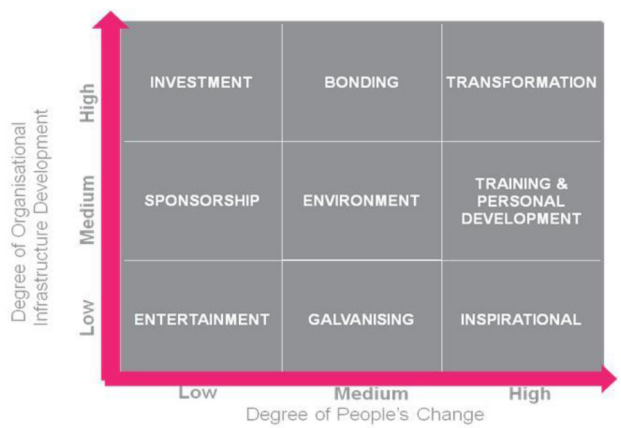 Degree of Organisational
Infrastructure Development
High
INVESTMENT
BONDING
TRANSFORMATION
Medium
SPONSORSHIP
ENVIRONMENT
TRAINING &
PERSONAL
DEVELOPMENT
Low
ENTERTAINMENT
GALVANISING
INSPIRATIONAL
Low
Medium
High
Degree of People's Change